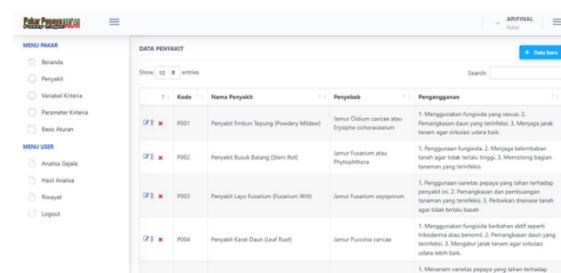 Pakar Pepaya
ARIFINAL
Pakar
MENU PAKAR
Beranda
Penyakit
Variabel Kriteria
Parameter Kriteria
Basis Aturan
MENU USER
Analisa Gejala
Hasil Analisa
Riwayat
Logout
DATA PENYAKIT
+ Data baru
Show 10 entries
Search:
Kode Nama Penyakit Penyebab Pengangganan
P001 Penyakit Embun Tepung (Powdery Mildew)
Jamur Oidium caricae atau
Erysiphe cichoracearum
1. Menggunakan fungisida yang sesuai. 2.
Pemangkasan daun yang terinfeksi. 3. Menjaga jarak
tanam agar sirkulasi udara baik.
P002 Penyakit Busuk Batang (Stem Rot)
Jamur Fusarium atau
Phytophthora
1. Penggunaan fungisida. 2. Menjaga kelembaban
tanah agar tidak terlalu tinggi. 3. Memotong bagian
tanaman yang terinfeksi.
P003 Penyakit Layu Fusarium (Fusarium Wilt)
Jamur Fusarium oxysporum
1. Penggunaan varietas pepaya yang tahan terhadap
penyakit ini. 2. Pemangkasan dan pembuangan
tanaman yang terinfeksi. 3. Perbaikan drainase tanah
agar tidak terlalu basah
P004 Penyakit Karat Daun (Leaf Rust)
Jamur Puccinia caricae
1. Menggunakan fungisida berbahan aktif seperti
trikoderma atau benomil. 2. Pemangkasan daun yang
terinfeksi. 3. Mengatur jarak tanam agar sirkulasi
udara lebih baik.
1. Menanam varietas pepaya yang tahan terhadap